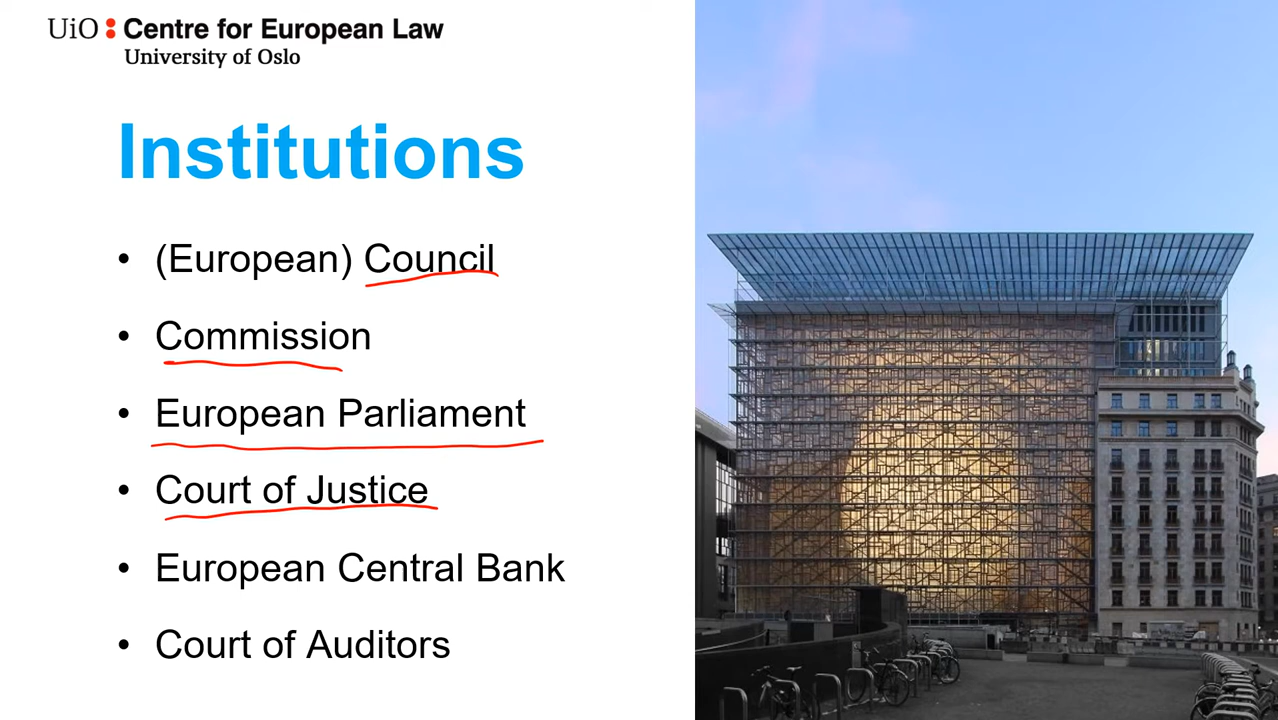 UiO : Centre for European Law
University of Oslo
Institutions
• (European) Council
• Commission
• European Parliament
• Court of Justice
• European Central Bank
• Court of Auditors